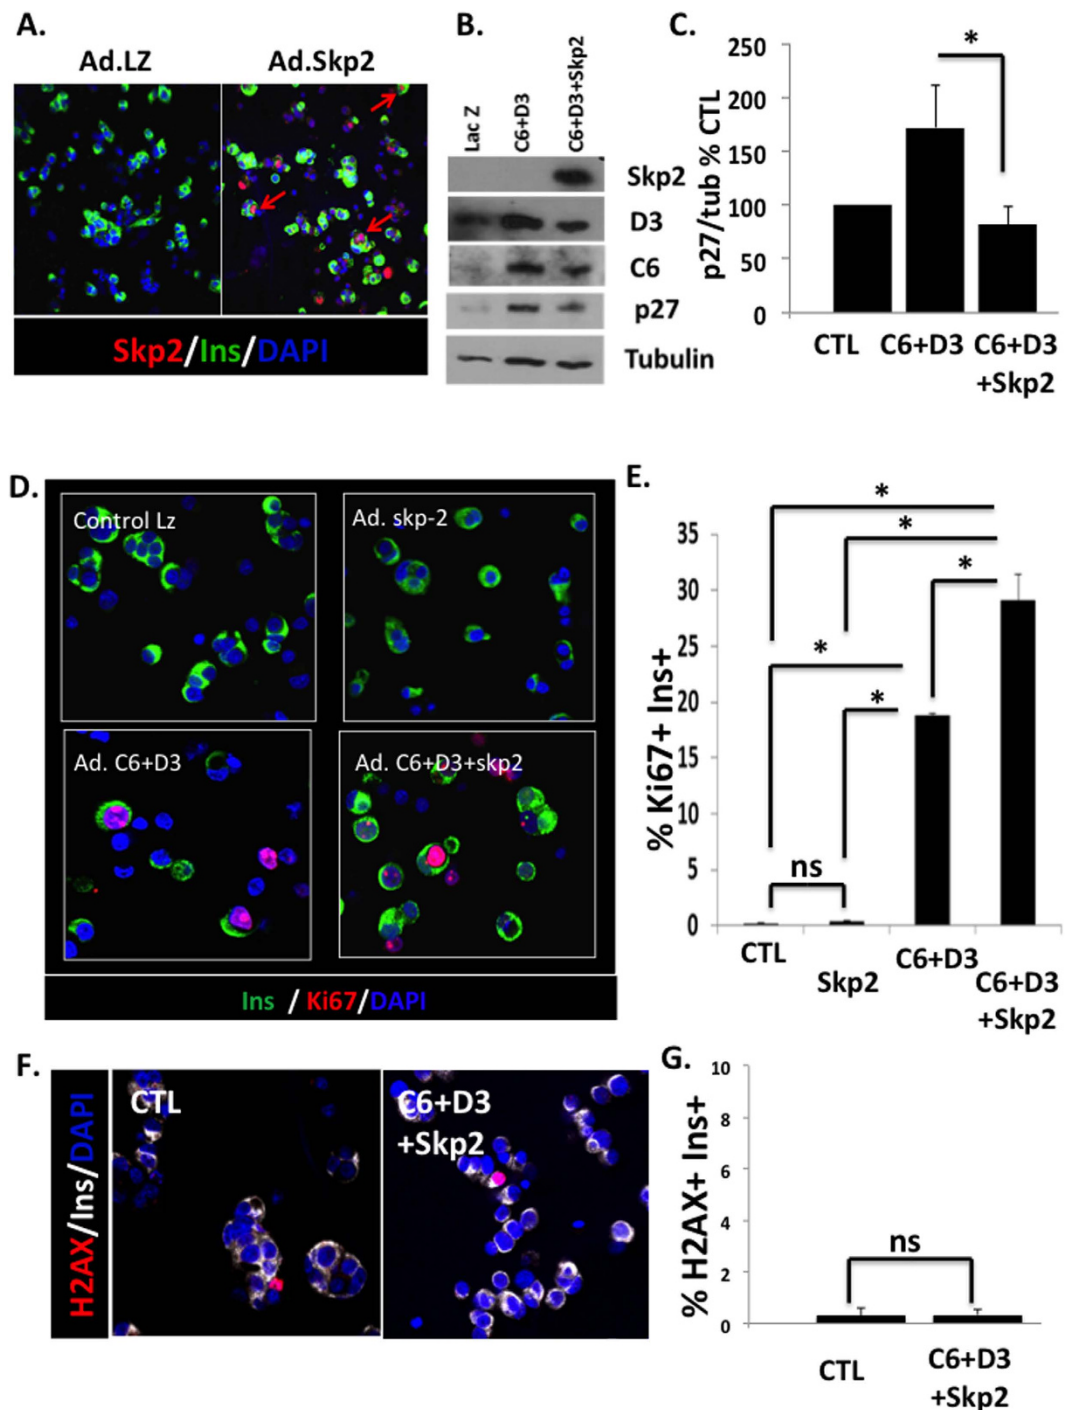 A.
Ad.LZ
Ad.Skp2
Skp2/Ins/DAPI
B.
Lac Z
C6+D3
C6+D3+Skp2
Skp2
D3
C6
p27
Tubulin
C.
p27/tub % CTL
250
200
150
100
50
0
*
CTL
C6+D3
C6+D3
+Skp2
D.
Control Lz
Ad. skp-2
Ad. C6+D3
Ad. C6+D3+skp2
Ins / Ki67/DAPI
E.
% Ki67+ Ins+
35
30
25
20
15
10
5
0
*
*
*
*
*
ns
CTL
Skp2
C6+D3
C6+D3
+Skp2
F.
H2AX/Ins/DAPI
CTL
C6+D3
+Skp2
G.
% H2AX+ Ins+
10
8
6
4
2
0
ns
CTL
C6+D3
+Skp2